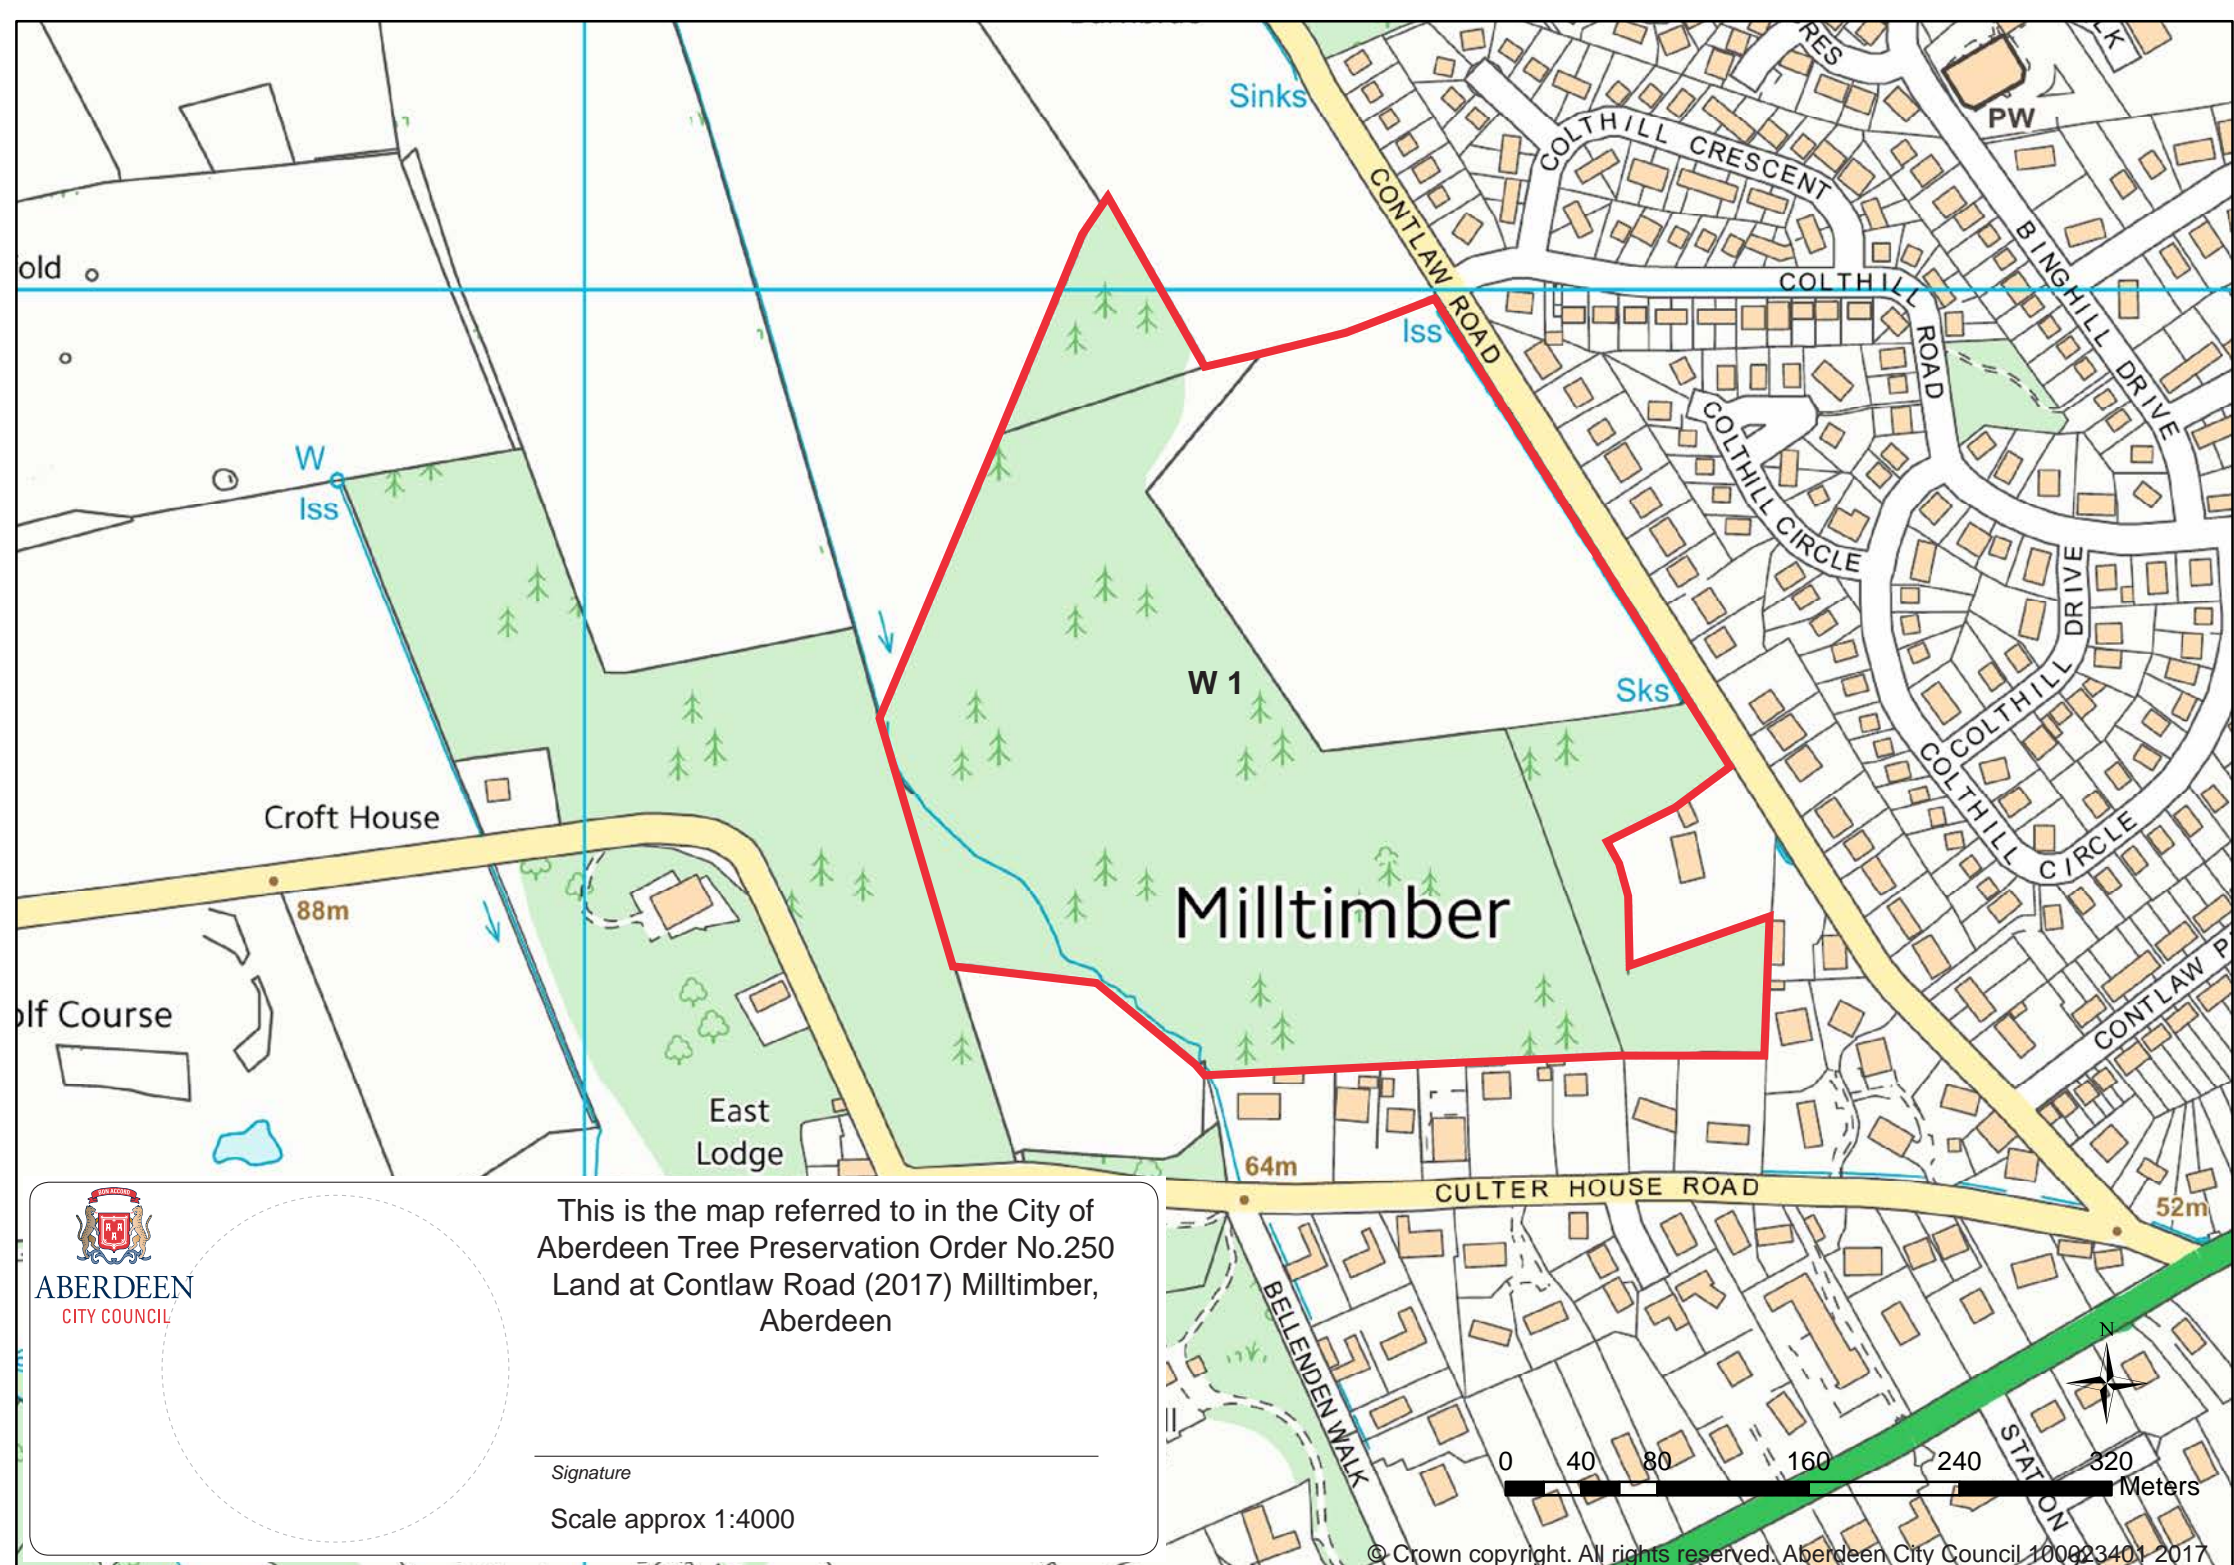 Sinks
PW
COLTHILL CRESCENT
CONTLAW ROAD
BINGHILL DRIVE
old
COLTHILL ROAD
Iss
W
Iss
COLTHILL CIRCLE
COLTHILL DRIVE
W 1
Sks
COLTHILL
COLTHILL CIRCLE
Croft House
88m
Milltimber
CONTLAW P
olf Course
East
Lodge
64m
CULTER HOUSE ROAD
52m
BELLENDEN WALK
STATION
N
0 40 80 160 240 320
Meters
BON ACCORD
ABERDEEN
CITY COUNCIL
This is the map referred to in the City of
Aberdeen Tree Preservation Order No.250
Land at Contlaw Road (2017) Milltimber,
Aberdeen
Signature
Scale approx 1:4000
© Crown copyright. All rights reserved. Aberdeen City Council 100023401 2017